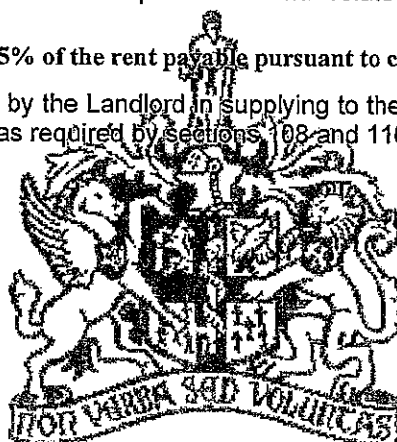 5% of the rent payable pursuant to c
by the Landlord in supplying to the
as required by sections 108 and 110
NON VERBA SED VOLUNTAS